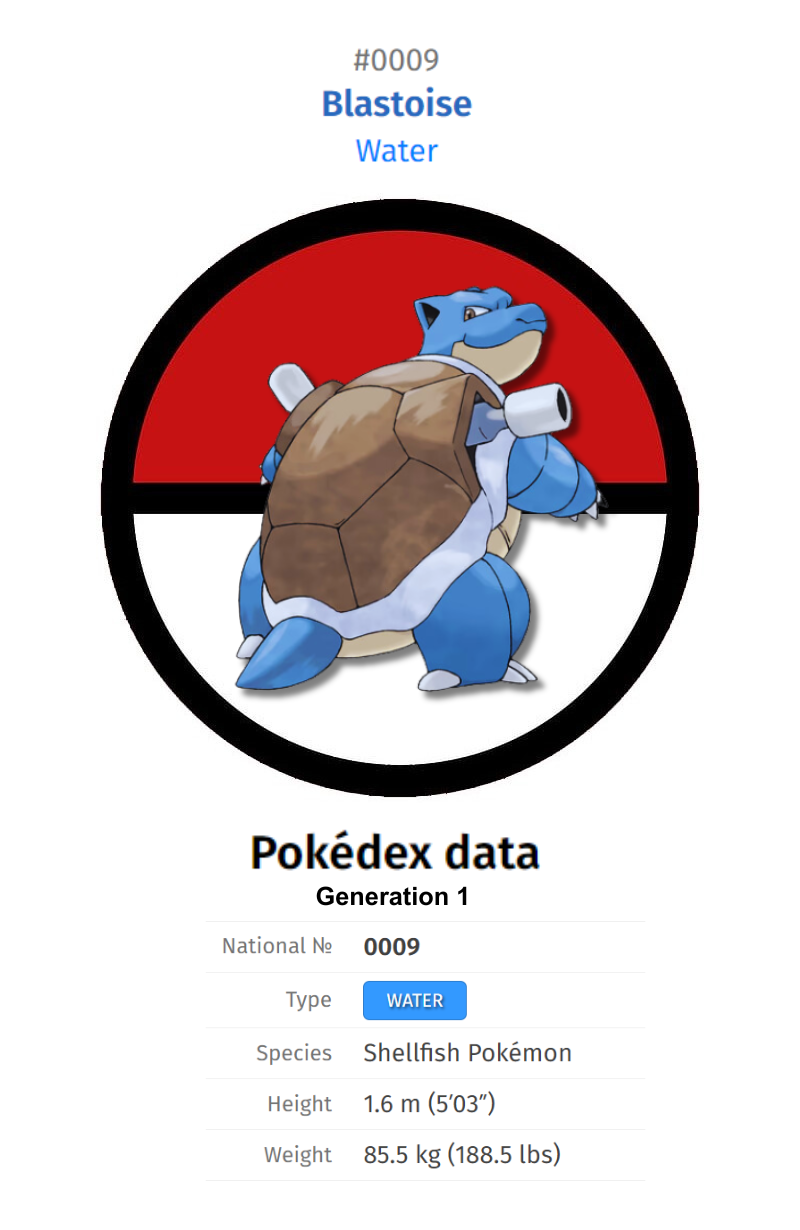 #0009
Blastoise
Water
Pokédex data
Generation 1
National № 0009
Type WATER
Species Shellfish Pokémon
Height 1.6 m (5′03″)
Weight 85.5 kg (188.5 lbs)